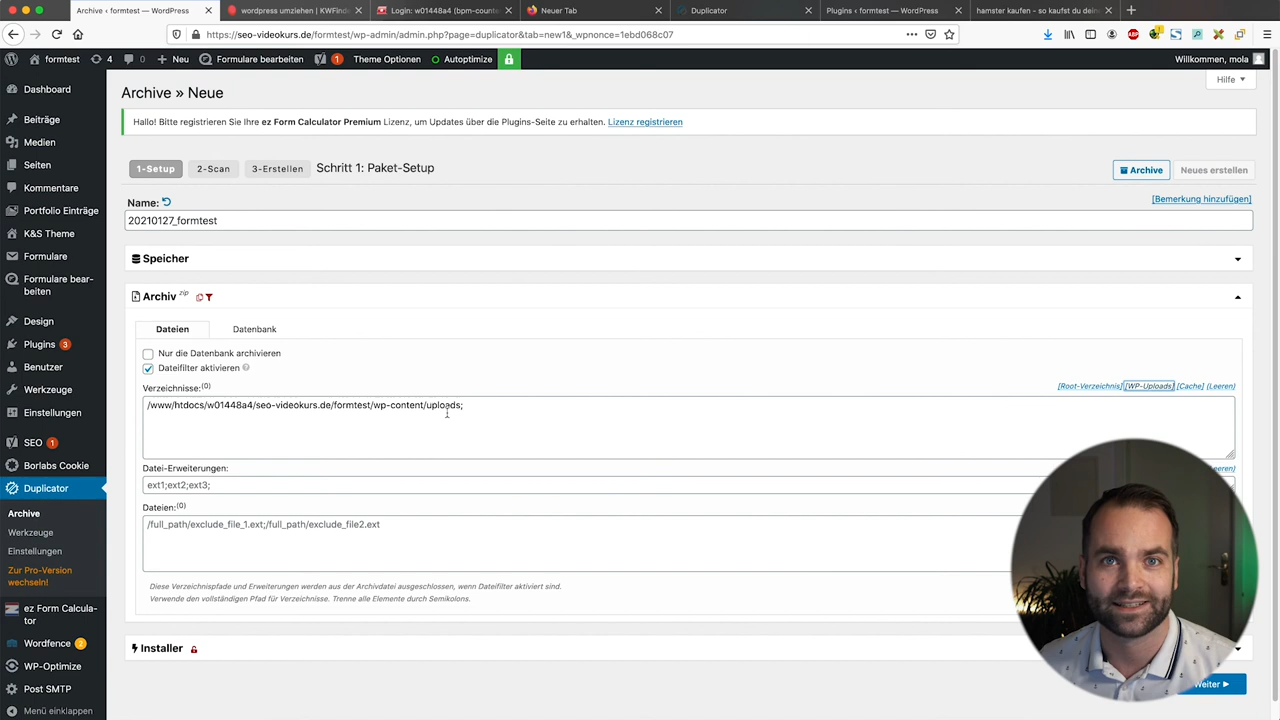 Archive ‹ formtest — WordPress
wordpress umziehen | KWFinde
Login: w01448a4 (bpm-counte
Neuer Tab
Duplicator
Plugins ‹ formtest — WordPress
hamster kaufen - so kaufst du dein
https://seo-videokurs.de/formtest/wp-admin/admin.php?page=duplicator&tab=new1&_wpnonce=1ebd068c07
formtest
4
0
Neu
Formulare bearbeiten
1
Theme Optionen
Autoptimize
Willkommen, mola
Dashboard
Beiträge
Medien
Seiten
Kommentare
Portfolio Einträge
K&S Theme
Formulare
Formulare bear-
beiten
Design
Plugins 3
Benutzer
Werkzeuge
Einstellungen
SEO 1
Borlabs Cookie
Duplicator
Archive
Werkzeuge
Einstellungen
Zur Pro-Version
wechseln!
ez Form Calcula-
tor
Wordfence 2
WP-Optimize
Post SMTP
Menü einklappen
Hilfe
Archive » Neue
Hallo! Bitte registrieren Sie Ihre ez Form Calculator Premium Lizenz, um Updates über die Plugins-Seite zu erhalten. Lizenz registrieren
1-Setup 2-Scan 3-Erstellen Schritt 1: Paket-Setup
Archive Neues erstellen
Name:
[Bemerkung hinzufügen]
20210127_formtest
Speicher
Archiv zip
Dateien Datenbank
Nur die Datenbank archivieren
Dateifilter aktivieren
Verzeichnisse:(0)
[Root-Verzeichnis] [WP-Uploads] [Cache] (Leeren)
/www/htdocs/w01448a4/seo-videokurs.de/formtest/wp-content/uploads;
Datei-Erweiterungen:
eeren)
ext1;ext2;ext3;
Dateien:(0)
/full_path/exclude_file_1.ext;/full_path/exclude_file2.ext
Diese Verzeichnispfade und Erweiterungen werden aus der Archivdatei ausgeschlossen, wenn Dateifilter aktiviert sind.
Verwende den vollständigen Pfad für Verzeichnisse. Trenne alle Elemente durch Semikolons.
Installer
Weiter